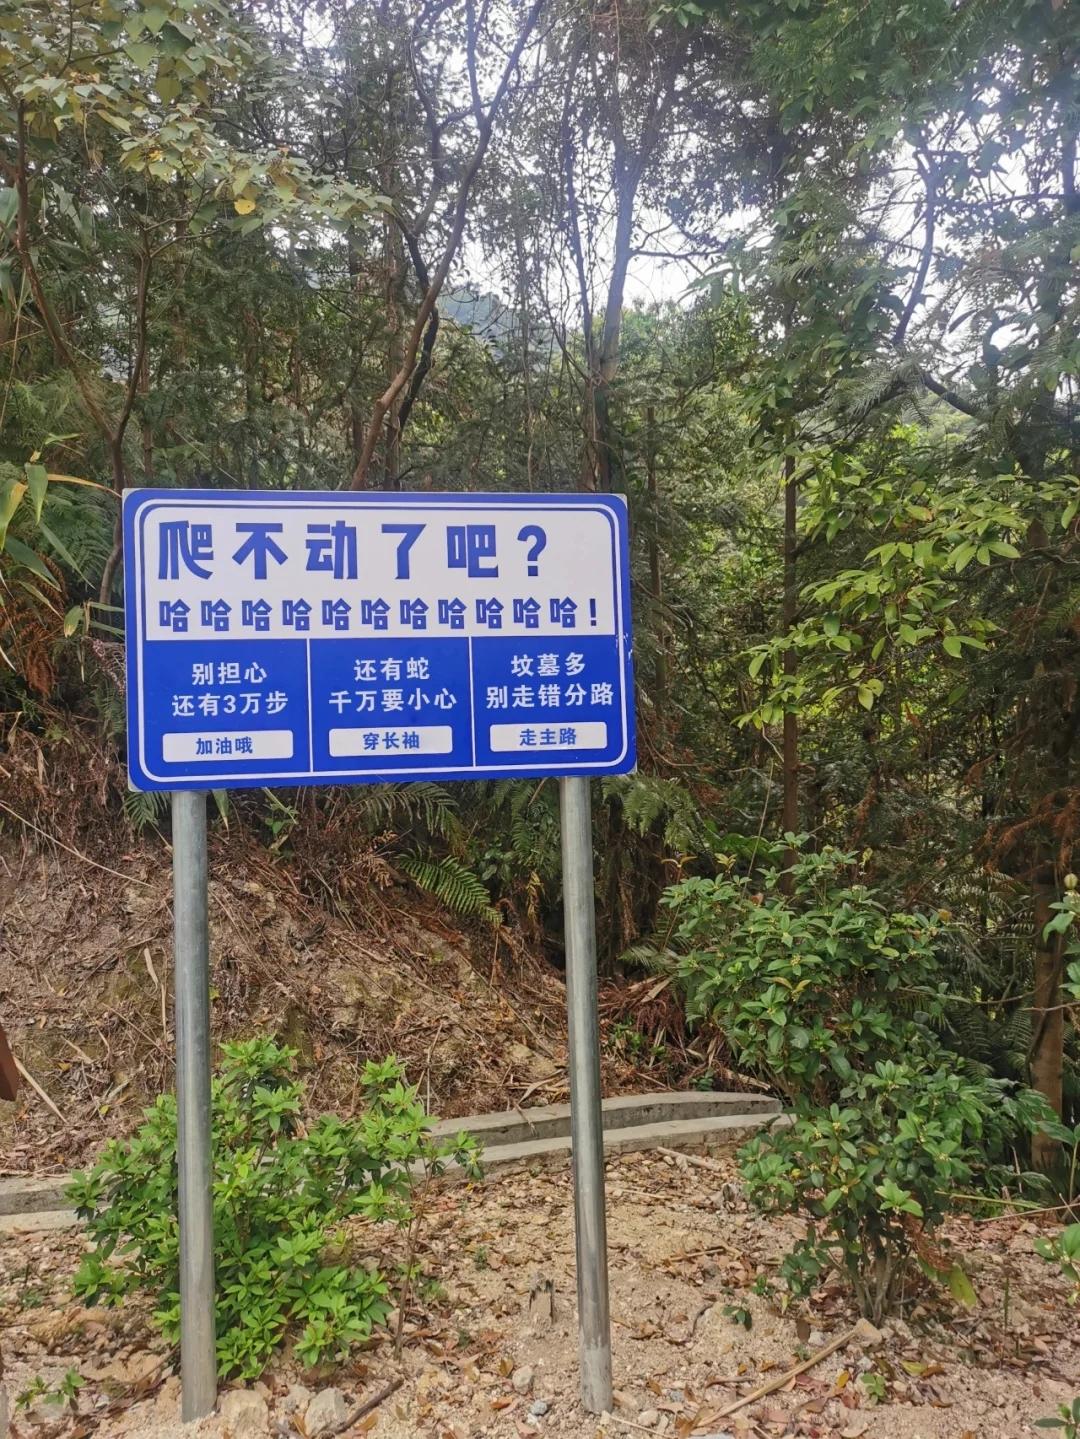 爬不动了吧?
哈哈哈哈哈哈哈哈哈哈哈!
别担心
还有3万步
加油哦
还有蛇
千万要小心
穿长袖
坟墓多
别走错分路
走主路